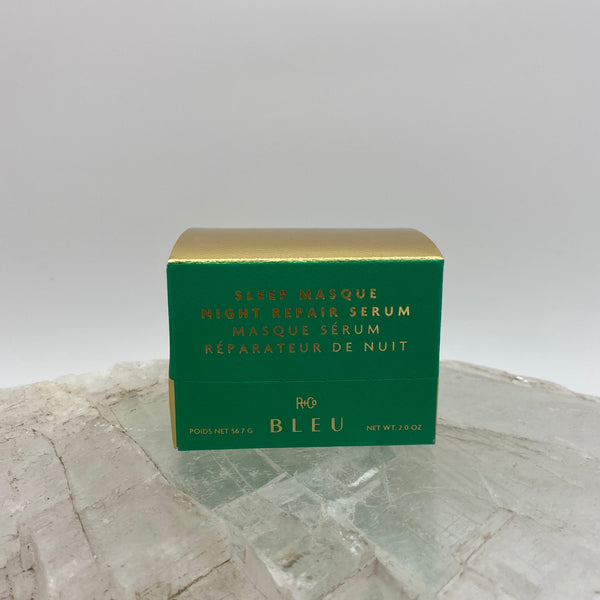 SLEEP MASQUE
NIGHT REPAIR SERUM
MASQUE SÉRUM
RÉPARATEUR DE NUIT
R+Co
POIDS NET 56.7 G BLEU NET WT. 2.0 OZ